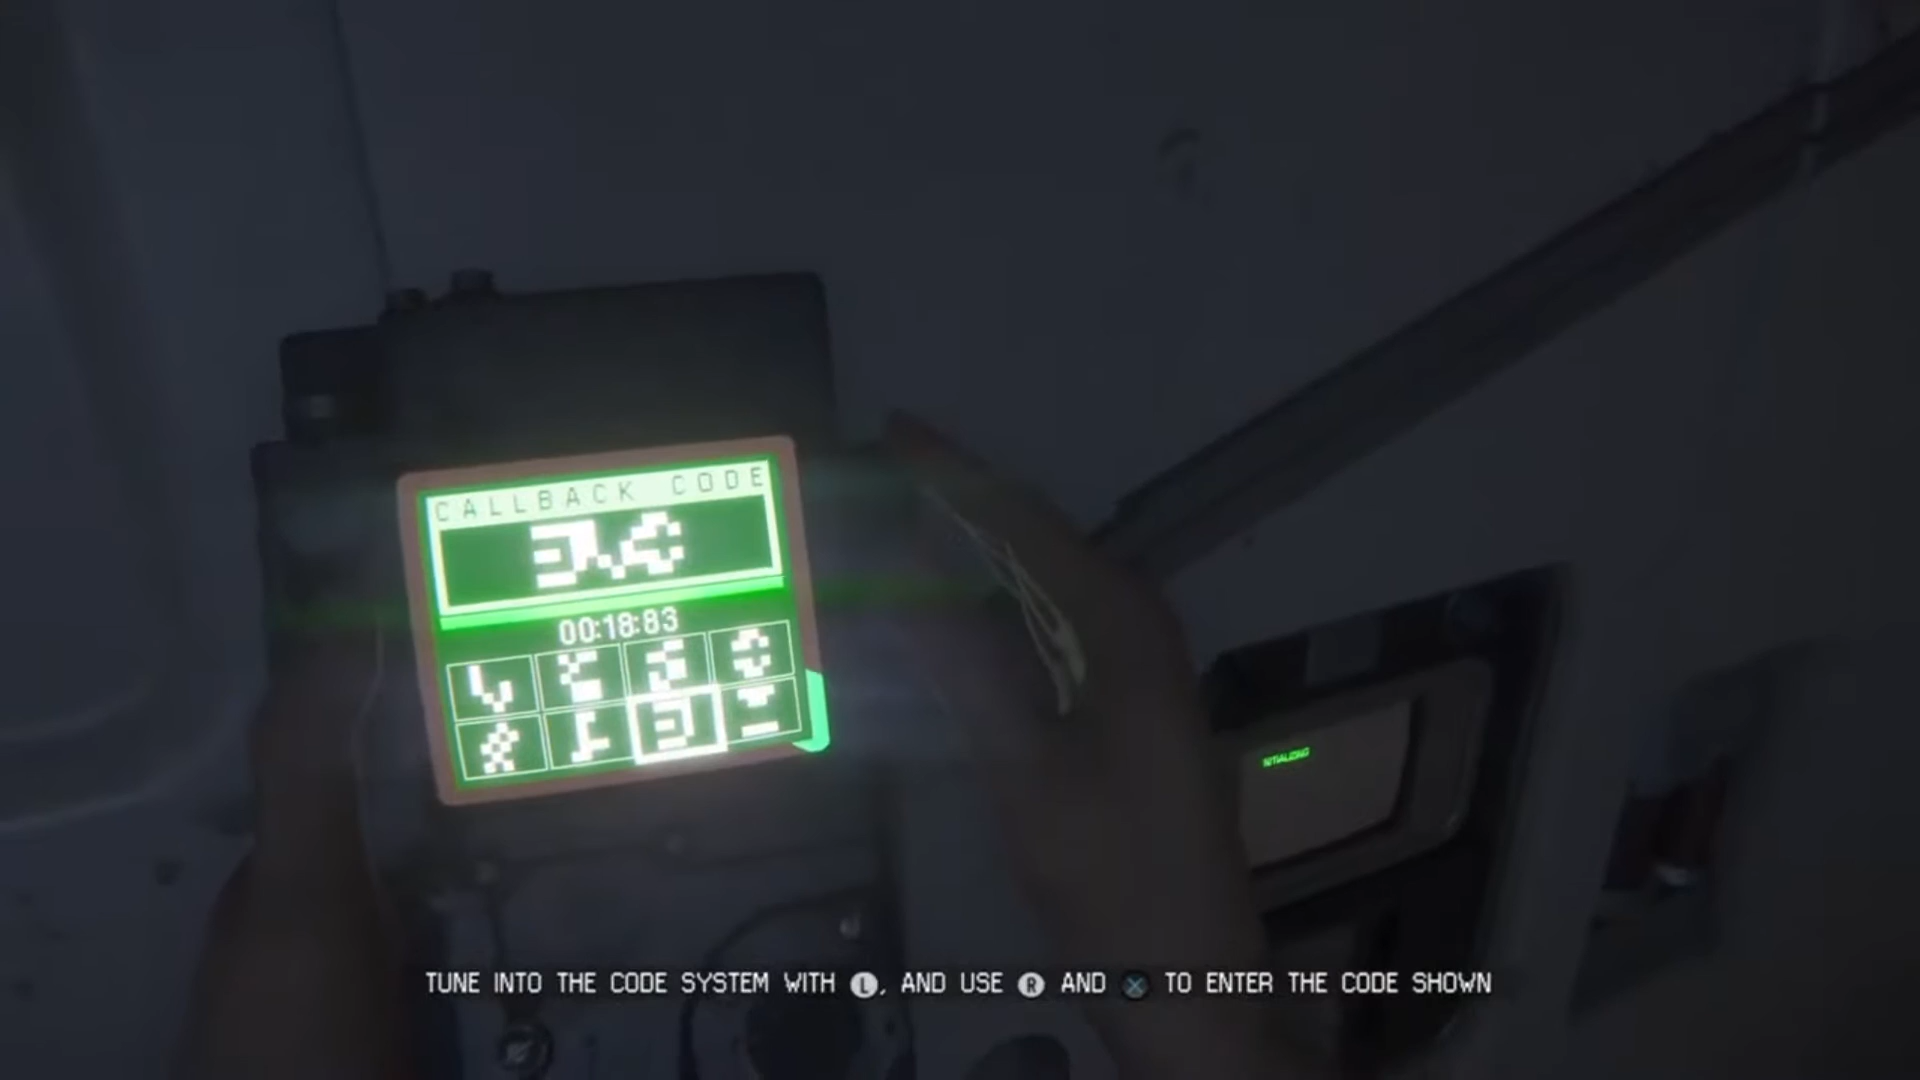 CALLBACK CODE
00:18:83
INITIALIZING
TUNE INTO THE CODE SYSTEM WITH L, AND USE R AND X TO ENTER THE CODE SHOWN